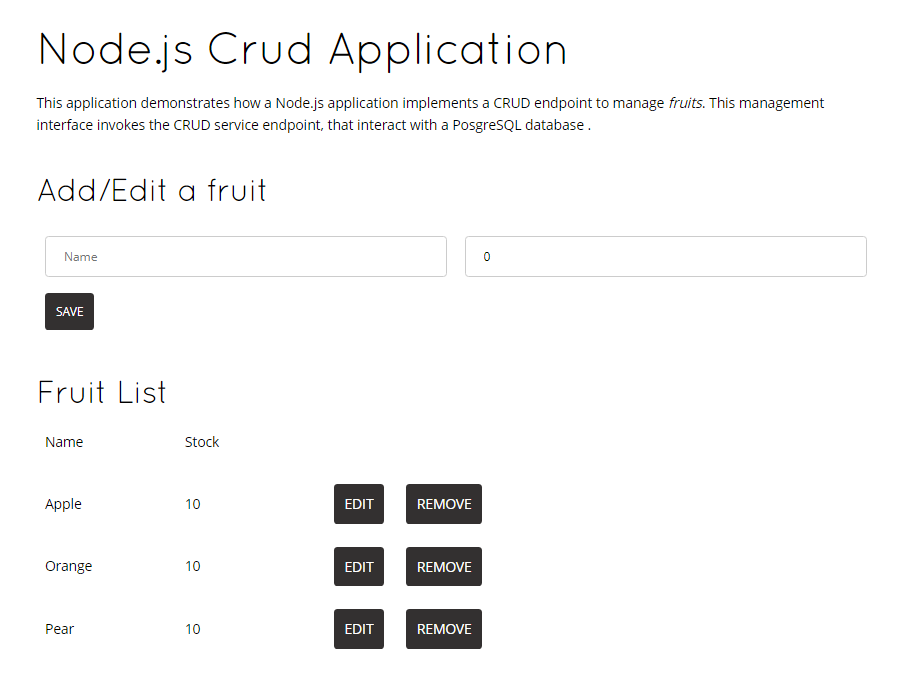 Node.js Crud Application
This application demonstrates how a Node.js application implements a CRUD endpoint to manage fruits. This management
interface invokes the CRUD service endpoint, that interact with a PosgreSQL database .
Add/Edit a fruit
Name 0
SAVE
Fruit List
Name Stock
Apple 10 EDIT REMOVE
Orange 10 EDIT REMOVE
Pear 10 EDIT REMOVE